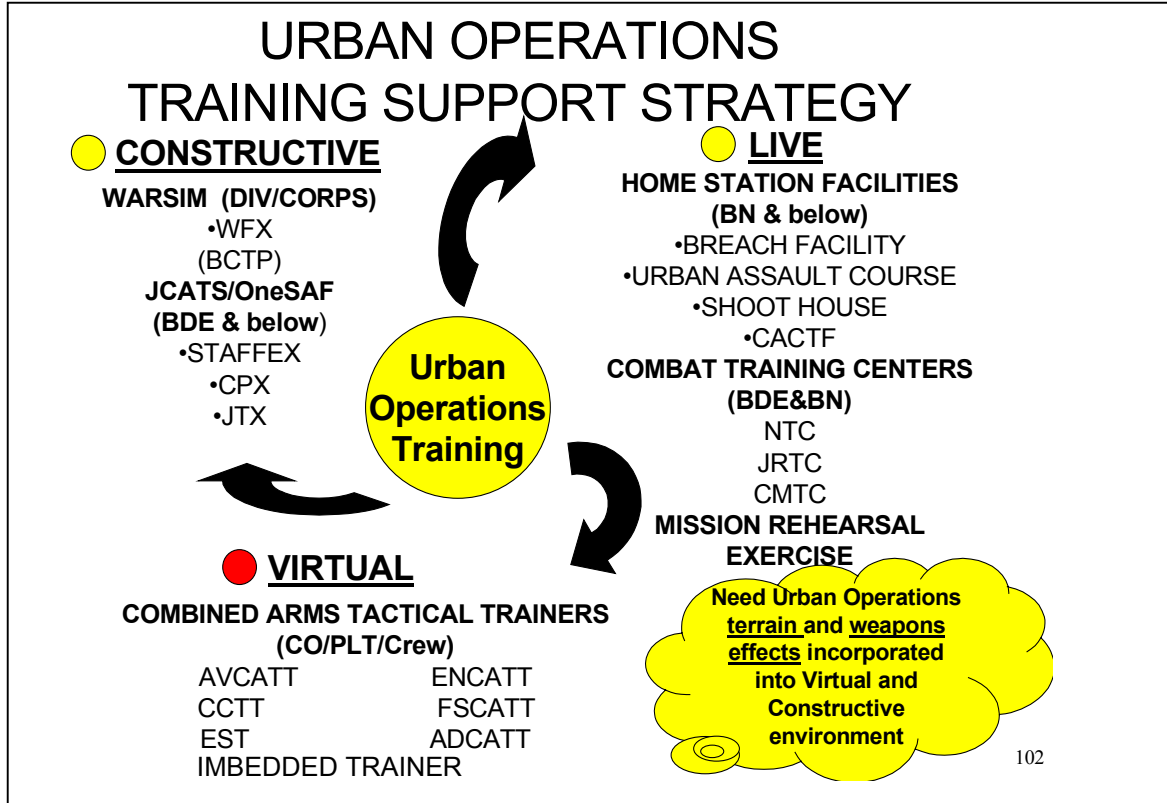 URBAN OPERATIONS
TRAINING SUPPORT STRATEGY
CONSTRUCTIVE
WARSIM (DIV/CORPS)
•WFX
(BCTP)
JCATS/OneSAF
(BDE & below)
•STAFFEX
•CPX
•JTX
LIVE
HOME STATION FACILITIES
(BN & below)
•BREACH FACILITY
•URBAN ASSAULT COURSE
•SHOOT HOUSE
•CACTF
COMBAT TRAINING CENTERS
(BDE&BN)
NTC
JRTC
CMTC
MISSION REHEARSAL
EXERCISE
Urban
Operations
Training
VIRTUAL
COMBINED ARMS TACTICAL TRAINERS
(CO/PLT/Crew)
AVCATT ENCATT
CCTT FSCATT
EST ADCATT
IMBEDDED TRAINER
Need Urban Operations
terrain and weapons
effects incorporated
into Virtual and
Constructive
environment
102